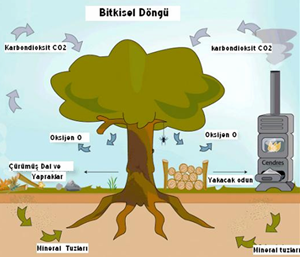 Bitkisel Döngü
Karbondioksit CO2
karbondioksit CO2
Oksijen O
Oksijen O
Çürümüş Dal ve
Yapraklar
Yakacak odun
Cendres
Mineral Tuzları
Mineral tuzları